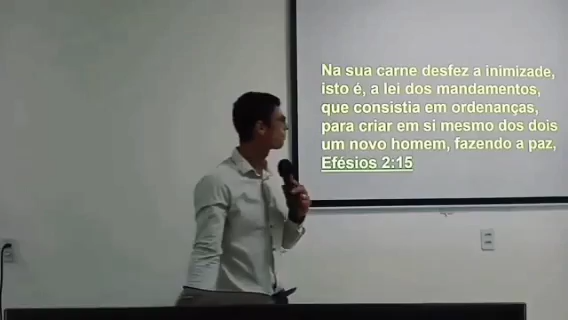 Na sua carne desfez a inimizade,
isto é, a lei dos mandamentos,
que consistia em ordenanças,
para criar em si mesmo dos dois
um novo homem, fazendo a paz,
Efésios 2:15